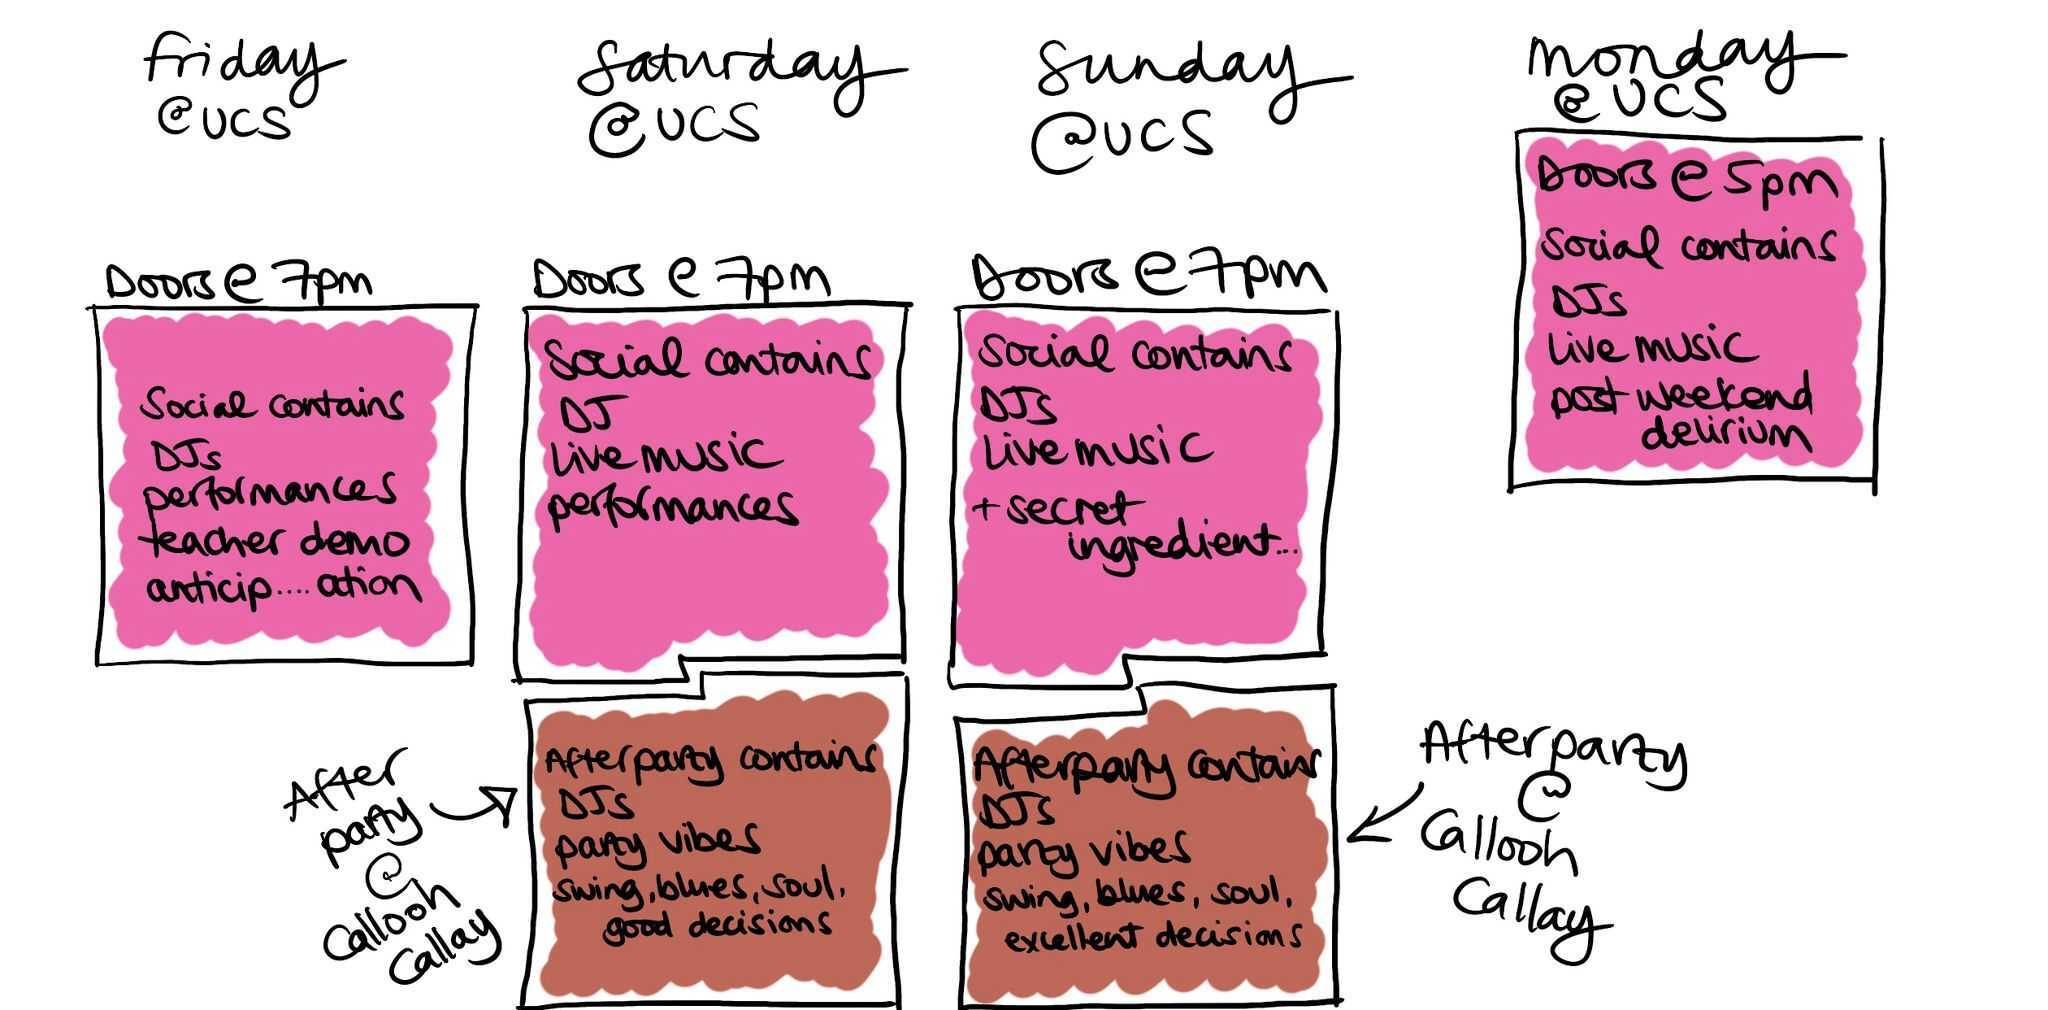 friday
@UCS
Doors @ 7pm
Social contains
DJs
performances
teacher demo
anticip....ation
Saturday
@UCS
Doors @ 7pm
Social contains
DJ
Live music
performances
After
party
@
Callooh
Callay
Afterparty contains
DJs
party vibes
swing, blues, soul,
good decisions
Sunday
@UCS
Doors @ 7pm
Social contains
DJs
Live music
+ secret
ingredient...
Afterparty contains
DJs
party vibes
swing, blues, soul,
excellent decisions
Afterparty
@
Callooh
Callay
monday
@UCS
Doors @ 5pm
Social contains
DJs
Live music
post weekend
delirium